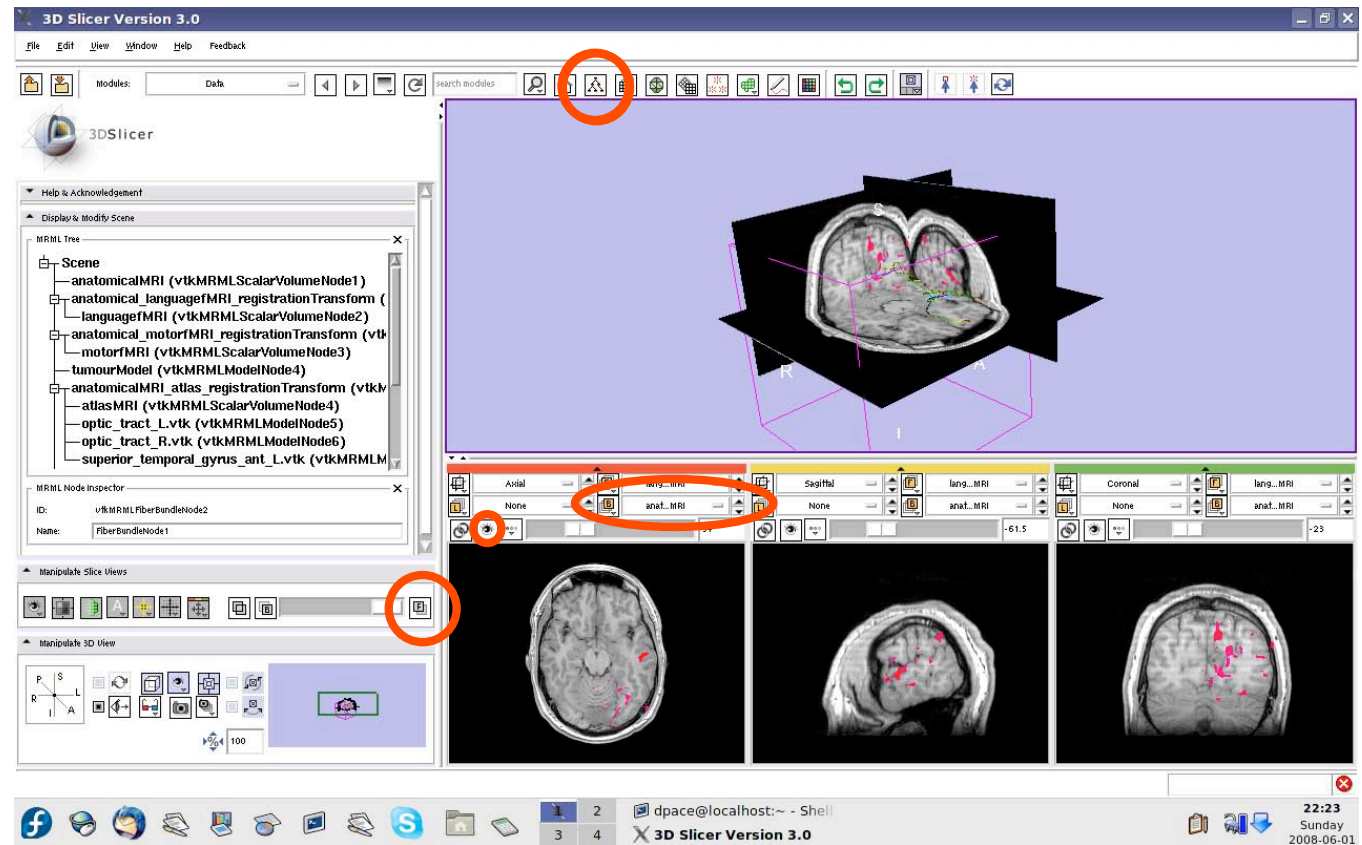 3D Slicer Version 3.0
File Edit View Window Help Feedback
Modules: Data search modules
3DSlicer
Help & Acknowledgement
Display & Modify Scene
MRML Tree
Scene
anatomicalMRI (vtkMRMLScalarVolumeNode1)
anatomical_languagefMRI_registrationTransform (
languagefMRI (vtkMRMLScalarVolumeNode2)
anatomical_motorfMRI_registrationTransform (vtk
motorfMRI (vtkMRMLScalarVolumeNode3)
tumourModel (vtkMRMLModelNode4)
anatomicalMRI_atlas_registrationTransform (vtkM
atlasMRI (vtkMRMLScalarVolumeNode4)
optic_tract_L.vtk (vtkMRMLModelNode5)
optic_tract_R.vtk (vtkMRMLModelNode6)
superior_temporal_gyrus_ant_L.vtk (vtkMRMLM
MRML Node Inspector
ID: vtkMRMLFiberBundleNode2
Name: FiberBundleNode1
Manipulate Slice Views
A B F
Manipulate 3D View
P S
R L
I A
% 100
S
R A
I
Axial F lang...MRI Sagittal F lang...MRI Coronal F lang...MRI
L None B anat...MRI L None B anat...MRI L None B anat...MRI
-61.5 -23
1 2 dpace@localhost:~ - Shell
3 4 3D Slicer Version 3.0
22:23
Sunday
2008-06-01